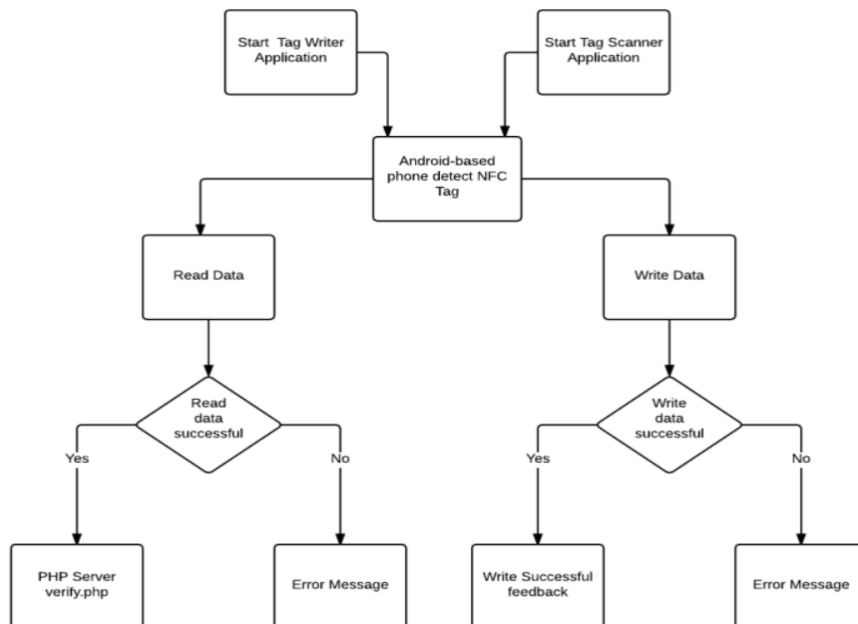 Start Tag Writer
Application
Start Tag Scanner
Application
Android-based
phone detect NFC
Tag
Read Data
Write Data
Read
data
successful
Write
data
successful
Yes
No
Yes
No
PHP Server
verify.php
Error Message
Write Successful
feedback
Error Message